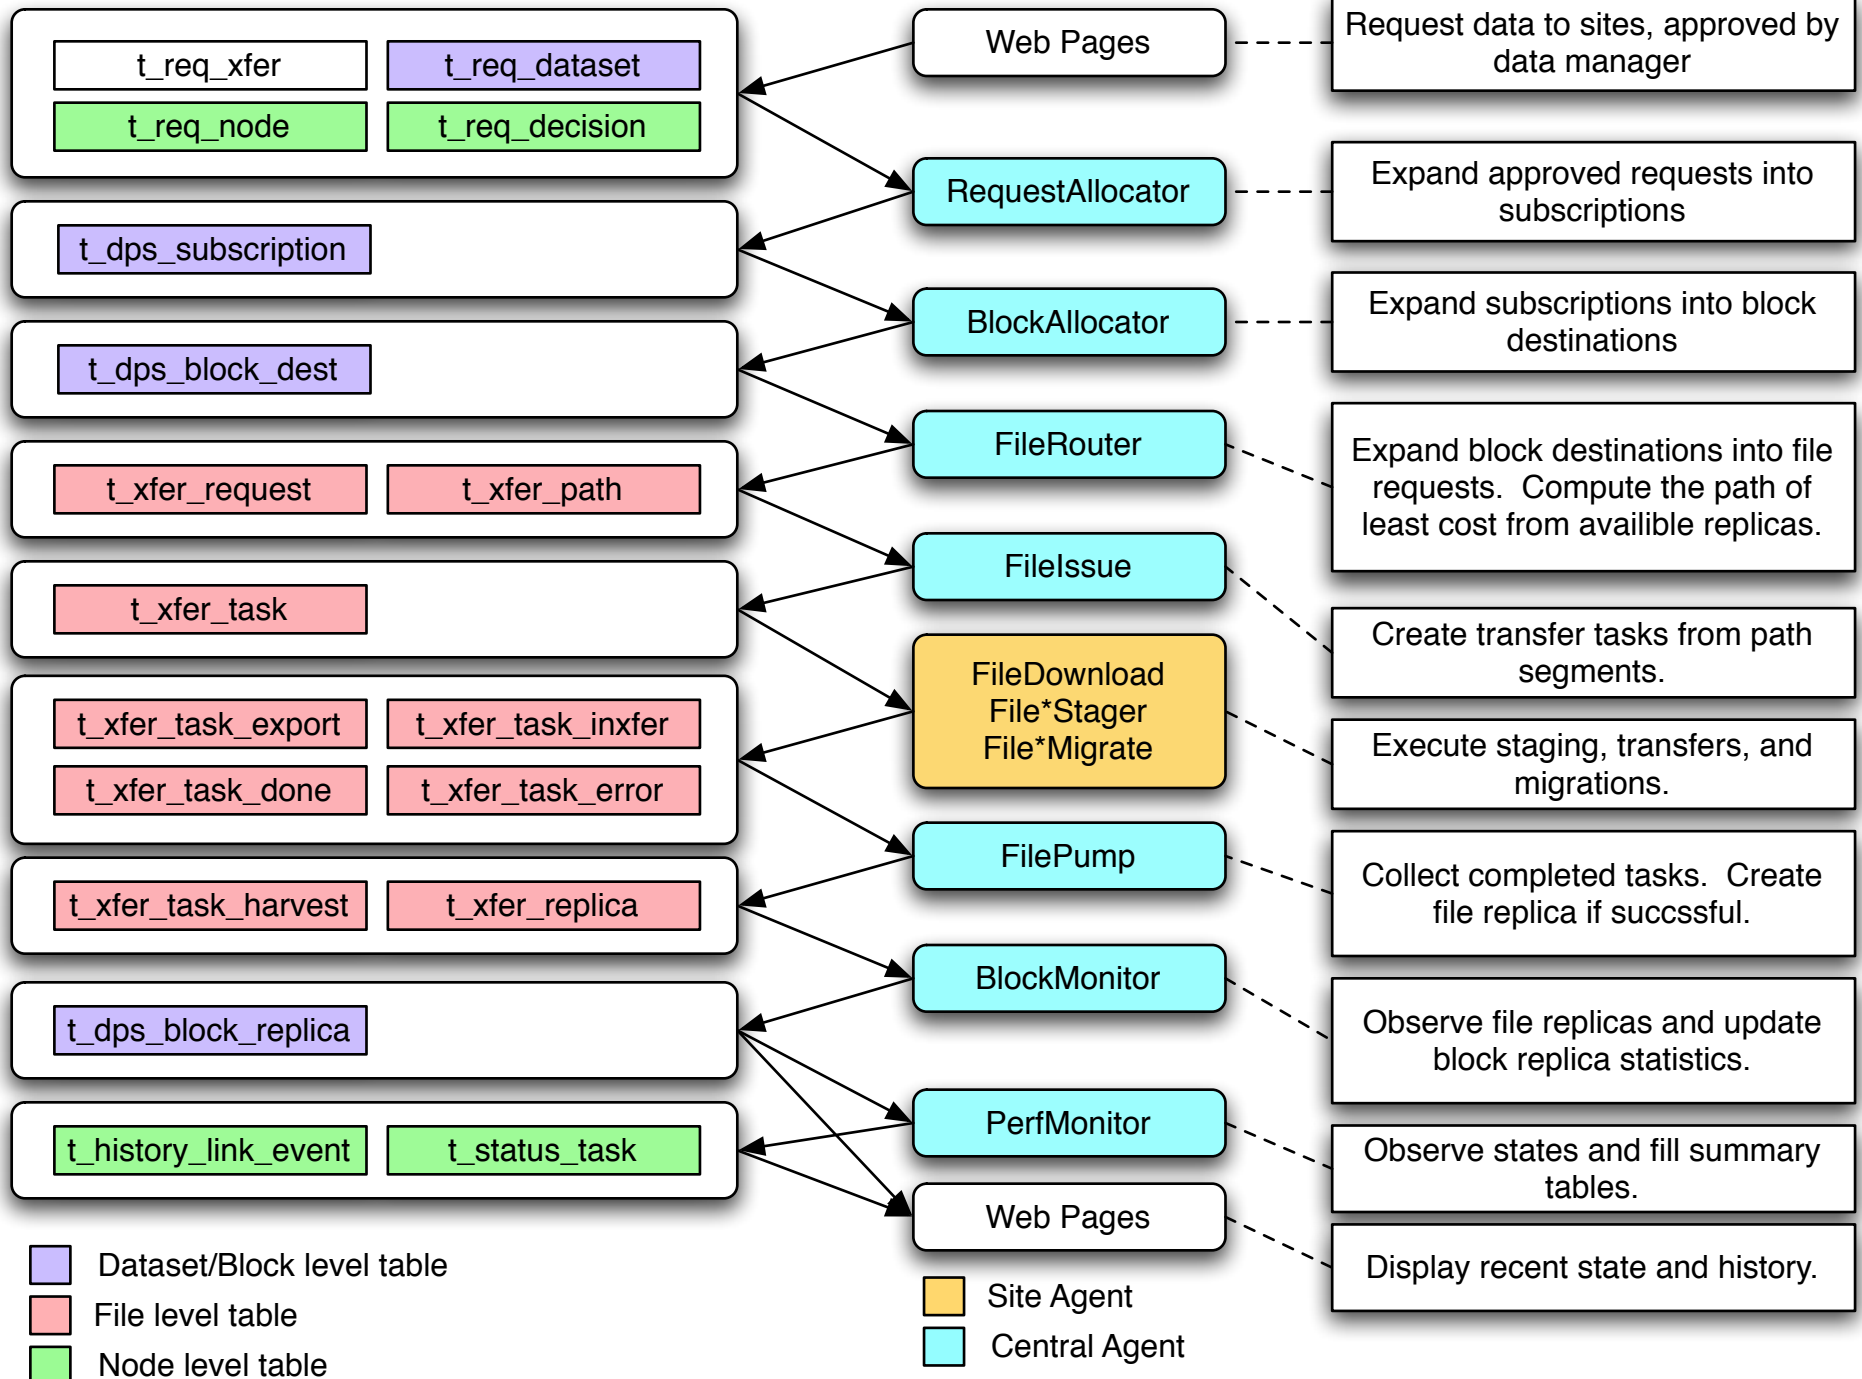 t_req_xfer
t_req_dataset
t_req_node
t_req_decision
t_dps_subscription
t_dps_block_dest
t_xfer_request
t_xfer_path
t_xfer_task
t_xfer_task_export
t_xfer_task_inxfer
t_xfer_task_done
t_xfer_task_error
t_xfer_task_harvest
t_xfer_replica
t_dps_block_replica
t_history_link_event
t_status_task
Dataset/Block level table
File level table
Node level table
Web Pages
RequestAllocator
BlockAllocator
FileRouter
FileIssue
FileDownload
File*Stager
File*Migrate
FilePump
BlockMonitor
PerfMonitor
Web Pages
Site Agent
Central Agent
Request data to sites, approved by
data manager
Expand approved requests into
subscriptions
Expand subscriptions into block
destinations
Expand block destinations into file
requests.  Compute the path of
least cost from availible replicas.
Create transfer tasks from path
segments.
Execute staging, transfers, and
migrations.
Collect completed tasks.  Create
file replica if succssful.
Observe file replicas and update
block replica statistics.
Observe states and fill summary
tables.
Display recent state and history.